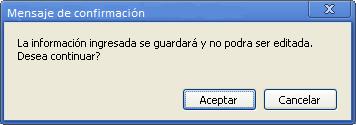 Mensaje de confirmación
La información ingresada se guardará y no podra ser editada.
Desea continuar?
Aceptar Cancelar